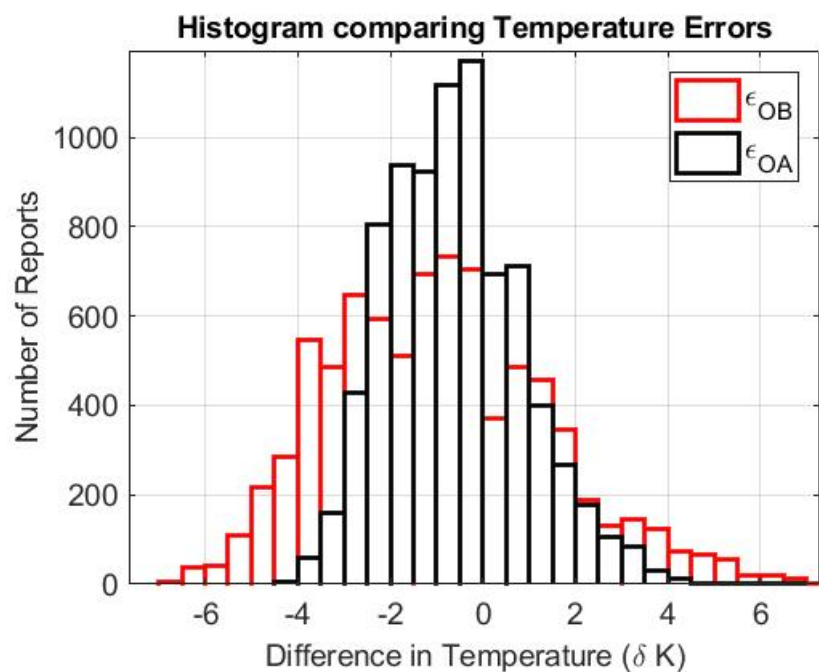 Histogram comparing Temperature Errors
ϵOB
ϵOA
Number of Reports
1000
800
600
400
200
0
-6 -4 -2 0 2 4 6
Difference in Temperature (δ K)